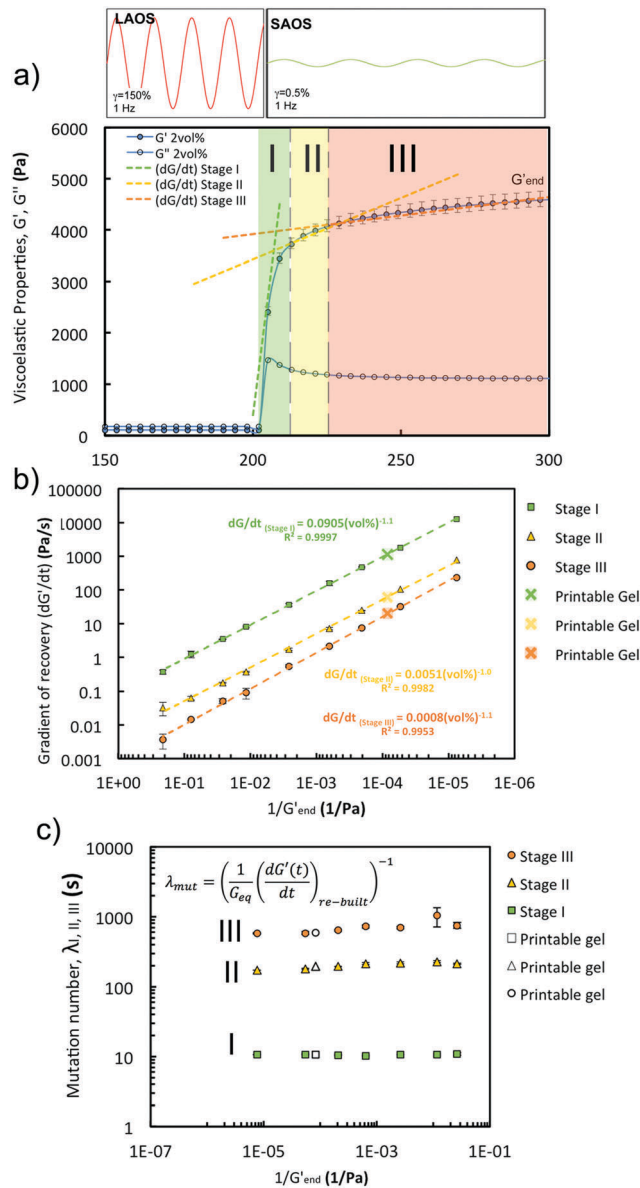 LAOS
γ=150%
1 Hz
SAOS
γ=0.5%
1 Hz
a)
Viscoelastic Properties, G', G'' (Pa)
6000
5000
4000
3000
2000
1000
0
G' 2vol%
G'' 2vol%
(dG/dt) Stage I
(dG/dt) Stage II
(dG/dt) Stage III
I
II
III
G'end
150
200
250
300
b)
Gradient of recovery (dG'/dt) (Pa/s)
100000
10000
1000
100
10
1
0.1
0.01
0.001
dG/dt (Stage I) = 0.0905(vol%)-1.1
R² = 0.9997
dG/dt (Stage II) = 0.0051(vol%)-1.0
R² = 0.9982
dG/dt (Stage III) = 0.0008(vol%)-1.1
R² = 0.9953
Stage I
Stage II
Stage III
Printable Gel
Printable Gel
Printable Gel
1E+00
1E-01
1E-02
1E-03
1E-04
1E-05
1E-06
1/G'end (1/Pa)
c)
Mutation number, λI, II, III (s)
10000
1000
100
10
1
λmut = (1/Geq (dG'(t)/dt)re-built)-1
III
II
I
Stage III
Stage II
Stage I
Printable gel
Printable gel
Printable gel
1E-07
1E-05
1E-03
1E-01
1/G'end (1/Pa)